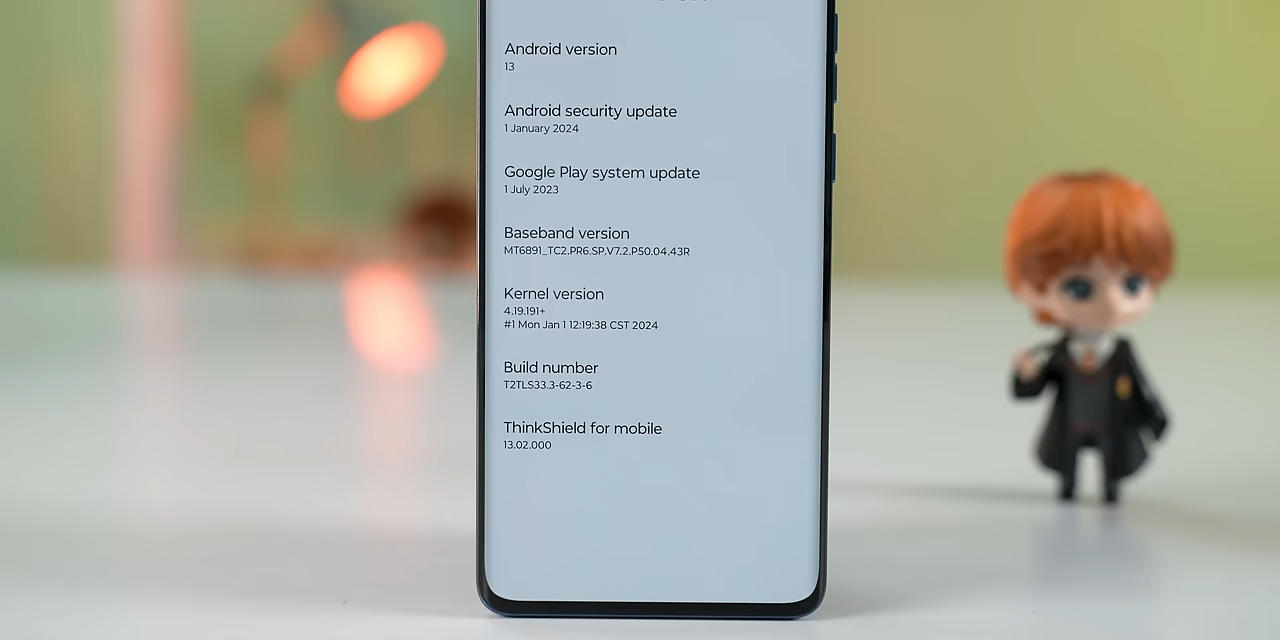 Android version
13
Android security update
1 January 2024
Google Play system update
1 July 2023
Baseband version
MT6891_TC2.PR6.SP.V7.2.P50.04.43R
Kernel version
4.19.191+
#1 Mon Jan 1 12:19:38 CST 2024
Build number
T2TLS33.3-62-3-6
ThinkShield for mobile
13.02.000